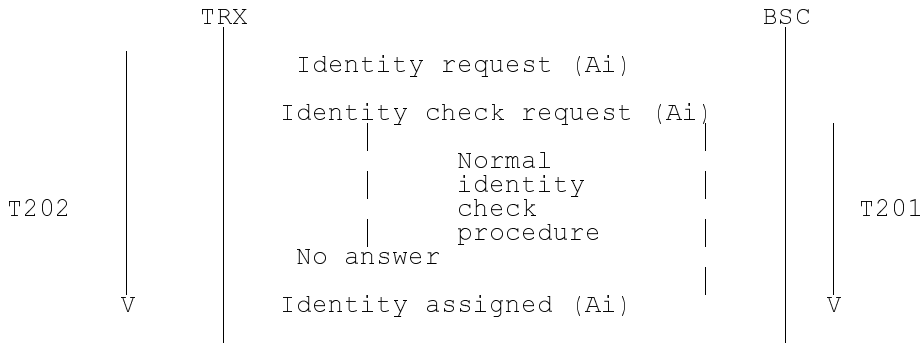 TRX BSC
Identity request (Ai)
Identity check request (Ai)
Normal
identity
T202 check T201
procedure
No answer
V Identity assigned (Ai) V